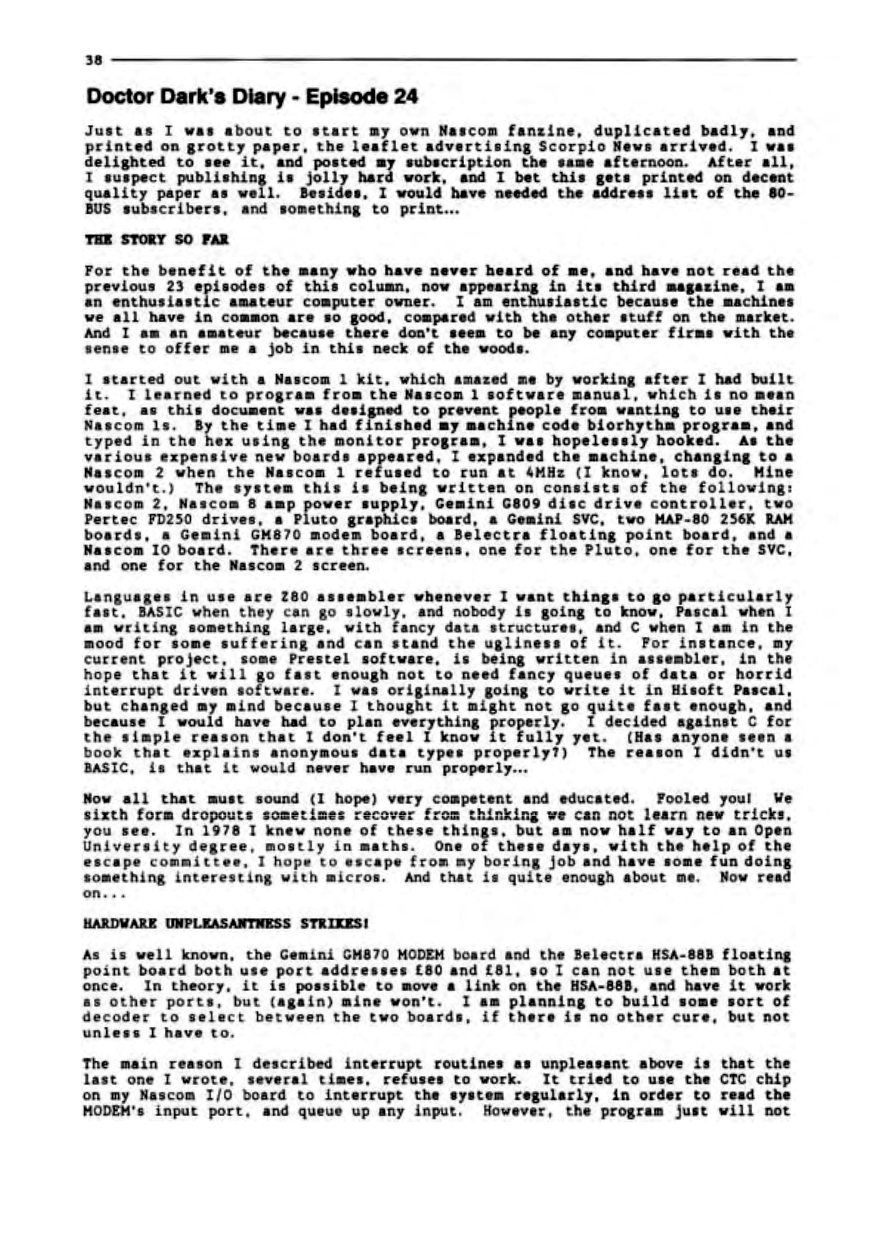 38
Doctor Dark's Diary - Episode 24
Just as I was about to start my own Nascom fanzine, duplicated badly, and
printed on grotty paper, the leaflet advertising Scorpio News arrived. I was
delighted to see it, and posted my subscription the same afternoon. After all,
I suspect publishing is jolly hard work, and I bet this gets printed on decent
quality paper as well. Besides, I would have needed the address list of the 80-
BUS subscribers, and something to print...
THE STORY SO FAR
For the benefit of the many who have never heard of me, and have not read the
previous 23 episodes of this column, now appearing in its third magazine, I am
an enthusiastic amateur computer owner. I am enthusiastic because the machines
we all have in common are so good, compared with the other stuff on the market.
And I am an amateur because there don't seem to be any computer firms with the
sense to offer me a job in this neck of the woods.
I started out with a Nascom 1 kit, which amazed me by working after I had built
it. I learned to program from the Nascom 1 software manual, which is no mean
feat, as this document was designed to prevent people from wanting to use their
Nascom 1s. By the time I had finished my machine code biorhythm program, and
typed in the hex using the monitor program, I was hopelessly hooked. As the
various expensive new boards appeared, I expanded the machine, changing to a
Nascom 2 when the Nascom 1 refused to run at 4MHz (I know, lots do. Mine
wouldn't.) The system this is being written on consists of the following:
Nascom 2, Nascom 8 amp power supply, Gemini G809 disc drive controller, two
Pertec FD250 drives, a Pluto graphics board, a Gemini SVC, two MAP-80 256K RAM
boards, a Gemini GM870 modem board, a Belectra floating point board, and a
Nascom IO board. There are three screens, one for the Pluto, one for the SVC,
and one for the Nascom 2 screen.
Languages in use are Z80 assembler whenever I want things to go particularly
fast, BASIC when they can go slowly, and nobody is going to know, Pascal when I
am writing something large, with fancy data structures, and C when I am in the
mood for some suffering and can stand the ugliness of it. For instance, my
current project, some Prestel software, is being written in assembler, in the
hope that it will go fast enough not to need fancy queues of data or horrid
interrupt driven software. I was originally going to write it in Hisoft Pascal,
but changed my mind because I thought it might not go quite fast enough, and
because I would have had to plan everything properly. I decided against C for
the simple reason that I don't feel I know it fully yet. (Has anyone seen a
book that explains anonymous data types properly?) The reason I didn't us
BASIC, is that it would never have run properly...
Now all that must sound (I hope) very competent and educated. Fooled you! We
sixth form dropouts sometimes recover from thinking we can not learn new tricks,
you see. In 1978 I knew none of these things, but am now half way to an Open
University degree, mostly in maths. One of these days, with the help of the
escape committee, I hope to escape from my boring job and have some fun doing
something interesting with micros. And that is quite enough about me. Now read
on...
HARDWARE UNPLEASANTNESS STRIKES!
As is well known, the Gemini GM870 MODEM board and the Belectra HSA-88B floating
point board both use port addresses £80 and £81, so I can not use them both at
once. In theory, it is possible to move a link on the HSA-88B, and have it work
as other ports, but (again) mine won't. I am planning to build some sort of
decoder to select between the two boards, if there is no other cure, but not
unless I have to.
The main reason I described interrupt routines as unpleasant above is that the
last one I wrote, several times, refuses to work. It tried to use the CTC chip
on my Nascom I/O board to interrupt the system regularly, in order to read the
MODEM's input port, and queue up any input. However, the program just will not